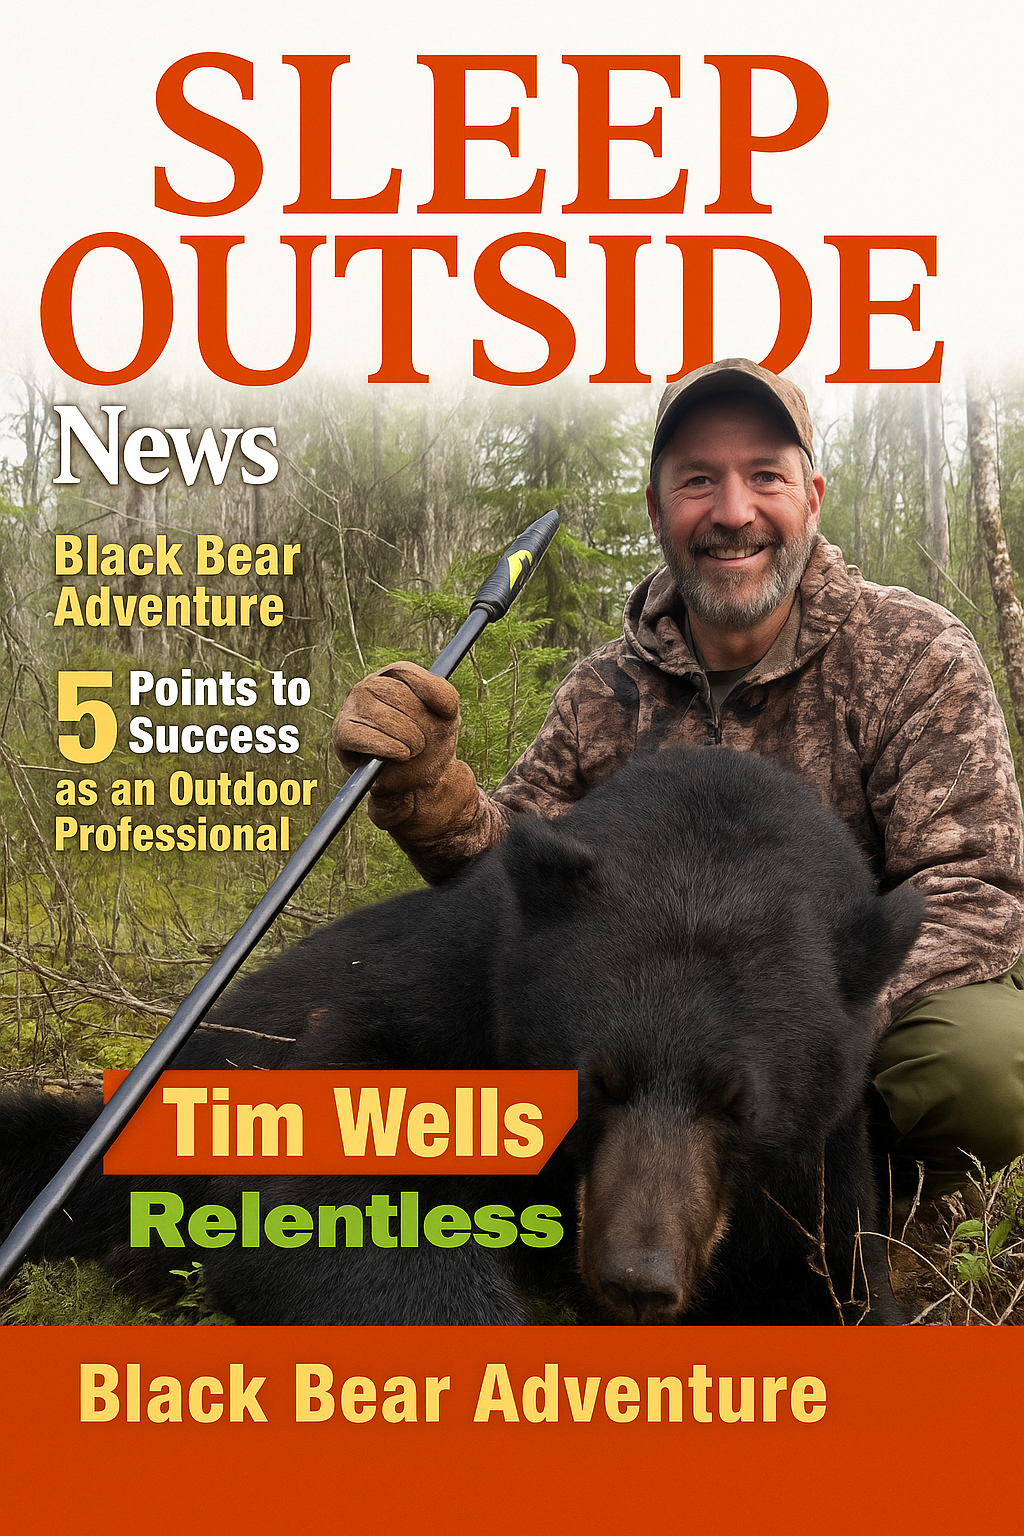 SLEEP
OUTSIDE
News
Black Bear
Adventure
5 Points to
Success
as an Outdoor
Professional
Tim Wells
Relentless
Black Bear Adventure